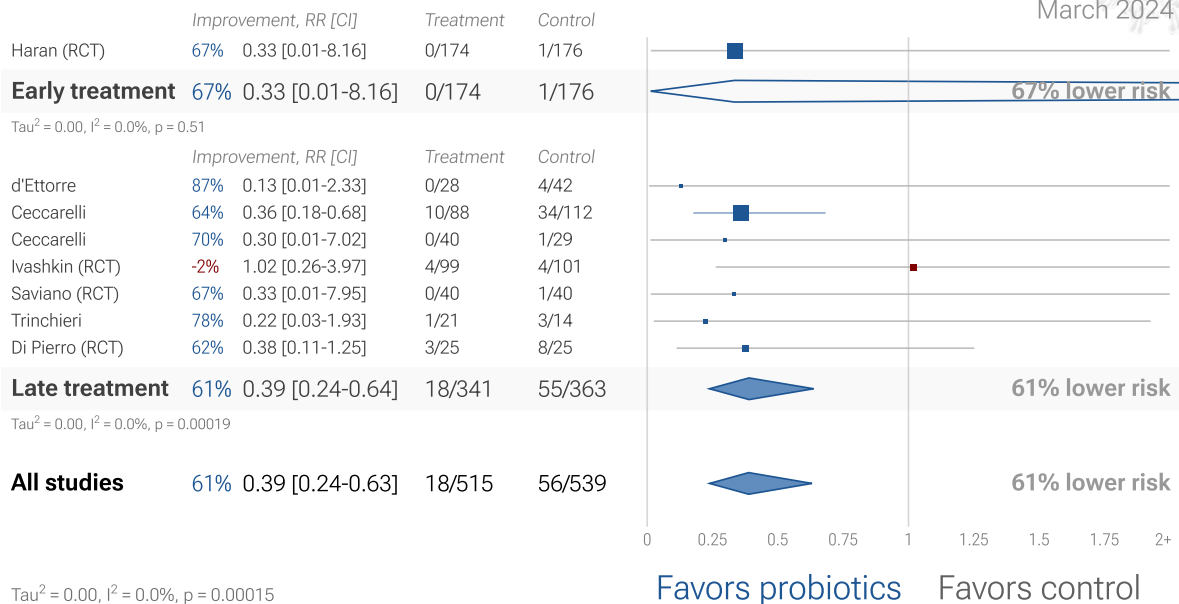 March 2024
Improvement, RR [CI] Treatment Control
Haran (RCT) 67% 0.33 [0.01-8.16] 0/174 1/176
Early treatment 67% 0.33 [0.01-8.16] 0/174 1/176 67% lower risk
Tau² = 0.00, I² = 0.0%, p = 0.51
Improvement, RR [CI] Treatment Control
d'Ettorre 87% 0.13 [0.01-2.33] 0/28 4/42
Ceccarelli 64% 0.36 [0.18-0.68] 10/88 34/112
Ceccarelli 70% 0.30 [0.01-7.02] 0/40 1/29
Ivashkin (RCT) -2% 1.02 [0.26-3.97] 4/99 4/101
Saviano (RCT) 67% 0.33 [0.01-7.95] 0/40 1/40
Trinchieri 78% 0.22 [0.03-1.93] 1/21 3/14
Di Pierro (RCT) 62% 0.38 [0.11-1.25] 3/25 8/25
Late treatment 61% 0.39 [0.24-0.64] 18/341 55/363 61% lower risk
Tau² = 0.00, I² = 0.0%, p = 0.00019
All studies 61% 0.39 [0.24-0.63] 18/515 56/539 61% lower risk
0 0.25 0.5 0.75 1 1.25 1.5 1.75 2+
Tau² = 0.00, I² = 0.0%, p = 0.00015 Favors probiotics Favors control